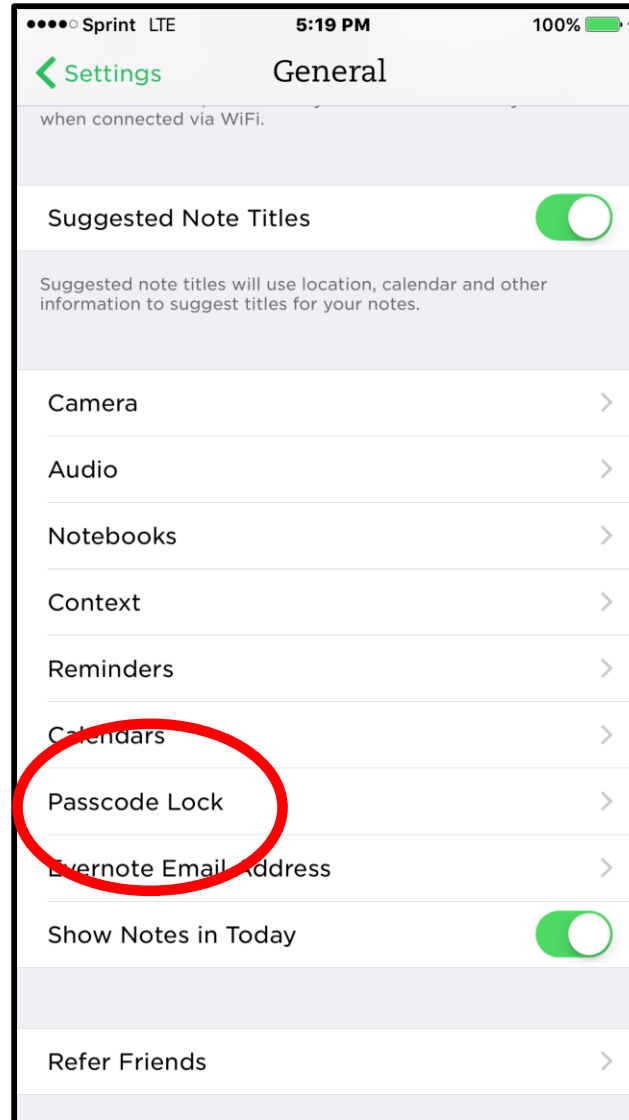 Sprint LTE 5:19 PM 100%
Settings General
when connected via WiFi.
Suggested Note Titles
Suggested note titles will use location, calendar and other
information to suggest titles for your notes.
Camera
Audio
Notebooks
Context
Reminders
Calendars
Passcode Lock
Evernote Email Address
Show Notes in Today
Refer Friends